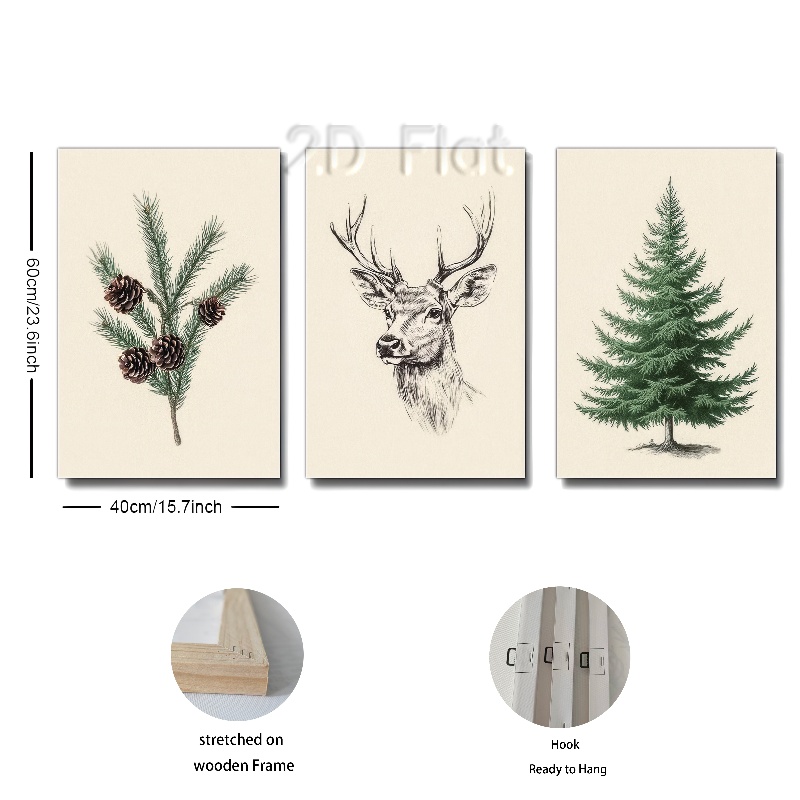 2D Flat
60cm/23.6inch
40cm/15.7inch
stretched on
wooden Frame
Hook
Ready to Hang